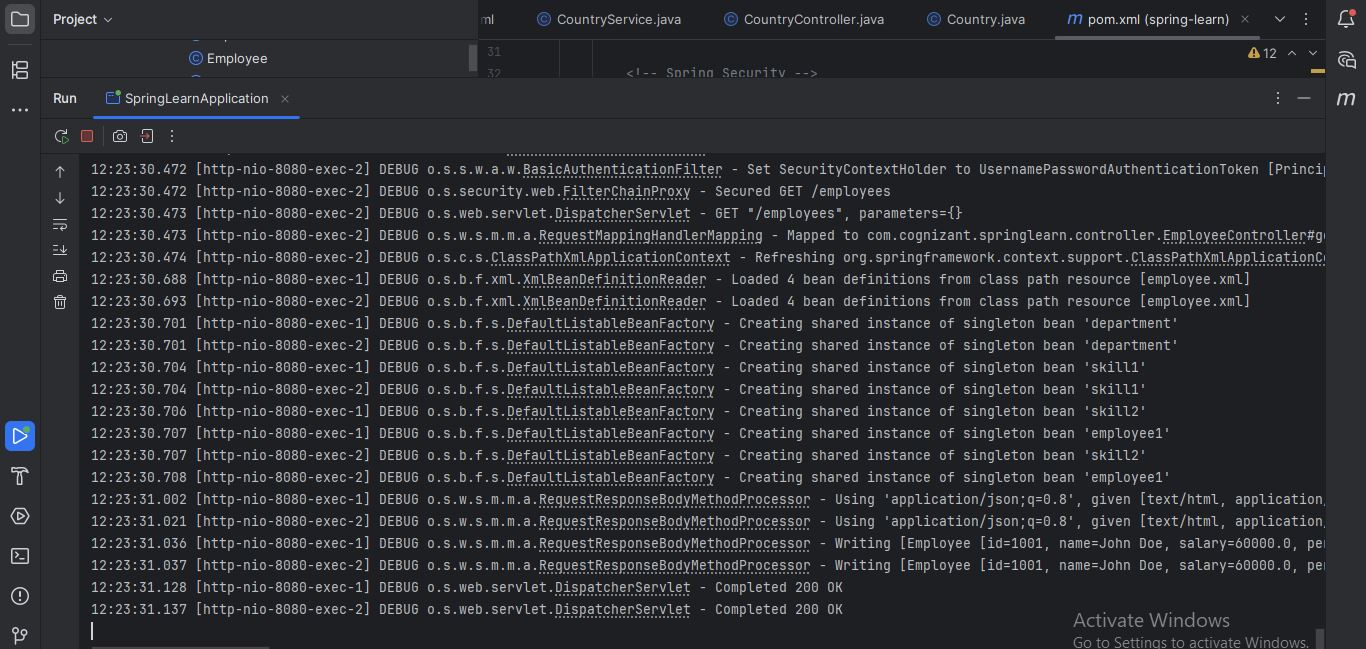 Project
ml
CountryService.java
CountryController.java
Country.java
m pom.xml (spring-learn)
Employee
31
32
<!-- Spring Security -->
12
m
Run
SpringLearnApplication
12:23:30.472 [http-nio-8080-exec-2] DEBUG o.s.s.w.a.w.BasicAuthenticationFilter - Set SecurityContextHolder to UsernamePasswordAuthenticationToken [Princip
12:23:30.472 [http-nio-8080-exec-2] DEBUG o.s.security.web.FilterChainProxy - Secured GET /employees
12:23:30.473 [http-nio-8080-exec-2] DEBUG o.s.web.servlet.DispatcherServlet - GET "/employees", parameters={}
12:23:30.473 [http-nio-8080-exec-2] DEBUG o.s.w.s.m.m.a.RequestMappingHandlerMapping - Mapped to com.cognizant.springlearn.controller.EmployeeController#ge
12:23:30.474 [http-nio-8080-exec-2] DEBUG o.s.c.s.ClassPathXmlApplicationContext - Refreshing org.springframework.context.support.ClassPathXmlApplicationCo
12:23:30.688 [http-nio-8080-exec-1] DEBUG o.s.b.f.xml.XmlBeanDefinitionReader - Loaded 4 bean definitions from class path resource [employee.xml]
12:23:30.693 [http-nio-8080-exec-2] DEBUG o.s.b.f.xml.XmlBeanDefinitionReader - Loaded 4 bean definitions from class path resource [employee.xml]
12:23:30.701 [http-nio-8080-exec-1] DEBUG o.s.b.f.s.DefaultListableBeanFactory - Creating shared instance of singleton bean 'department'
12:23:30.701 [http-nio-8080-exec-2] DEBUG o.s.b.f.s.DefaultListableBeanFactory - Creating shared instance of singleton bean 'department'
12:23:30.704 [http-nio-8080-exec-1] DEBUG o.s.b.f.s.DefaultListableBeanFactory - Creating shared instance of singleton bean 'skill1'
12:23:30.704 [http-nio-8080-exec-2] DEBUG o.s.b.f.s.DefaultListableBeanFactory - Creating shared instance of singleton bean 'skill1'
12:23:30.706 [http-nio-8080-exec-1] DEBUG o.s.b.f.s.DefaultListableBeanFactory - Creating shared instance of singleton bean 'skill2'
12:23:30.707 [http-nio-8080-exec-1] DEBUG o.s.b.f.s.DefaultListableBeanFactory - Creating shared instance of singleton bean 'employee1'
12:23:30.707 [http-nio-8080-exec-2] DEBUG o.s.b.f.s.DefaultListableBeanFactory - Creating shared instance of singleton bean 'skill2'
12:23:30.708 [http-nio-8080-exec-2] DEBUG o.s.b.f.s.DefaultListableBeanFactory - Creating shared instance of singleton bean 'employee1'
12:23:31.002 [http-nio-8080-exec-1] DEBUG o.s.w.s.m.m.a.RequestResponseBodyMethodProcessor - Using 'application/json;q=0.8', given [text/html, application,
12:23:31.021 [http-nio-8080-exec-2] DEBUG o.s.w.s.m.m.a.RequestResponseBodyMethodProcessor - Using 'application/json;q=0.8', given [text/html, application,
12:23:31.036 [http-nio-8080-exec-1] DEBUG o.s.w.s.m.m.a.RequestResponseBodyMethodProcessor - Writing [Employee [id=1001, name=John Doe, salary=60000.0, per
12:23:31.037 [http-nio-8080-exec-2] DEBUG o.s.w.s.m.m.a.RequestResponseBodyMethodProcessor - Writing [Employee [id=1001, name=John Doe, salary=60000.0, per
12:23:31.128 [http-nio-8080-exec-1] DEBUG o.s.web.servlet.DispatcherServlet - Completed 200 OK
12:23:31.137 [http-nio-8080-exec-2] DEBUG o.s.web.servlet.DispatcherServlet - Completed 200 OK
Activate Windows
Go to Settings to activate Windows.